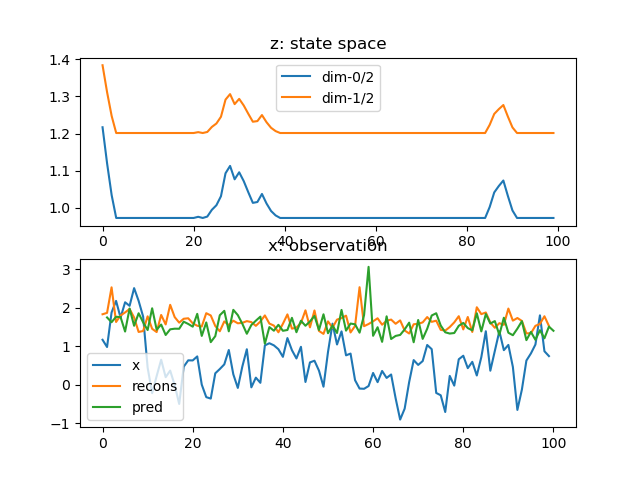 z: state space
1.4
1.3
1.2
1.1
1.0
dim-0/2
dim-1/2
0 20 40 60 80 100
x: observation
3
2
1
0
−1
x
recons
pred
0 20 40 60 80 100